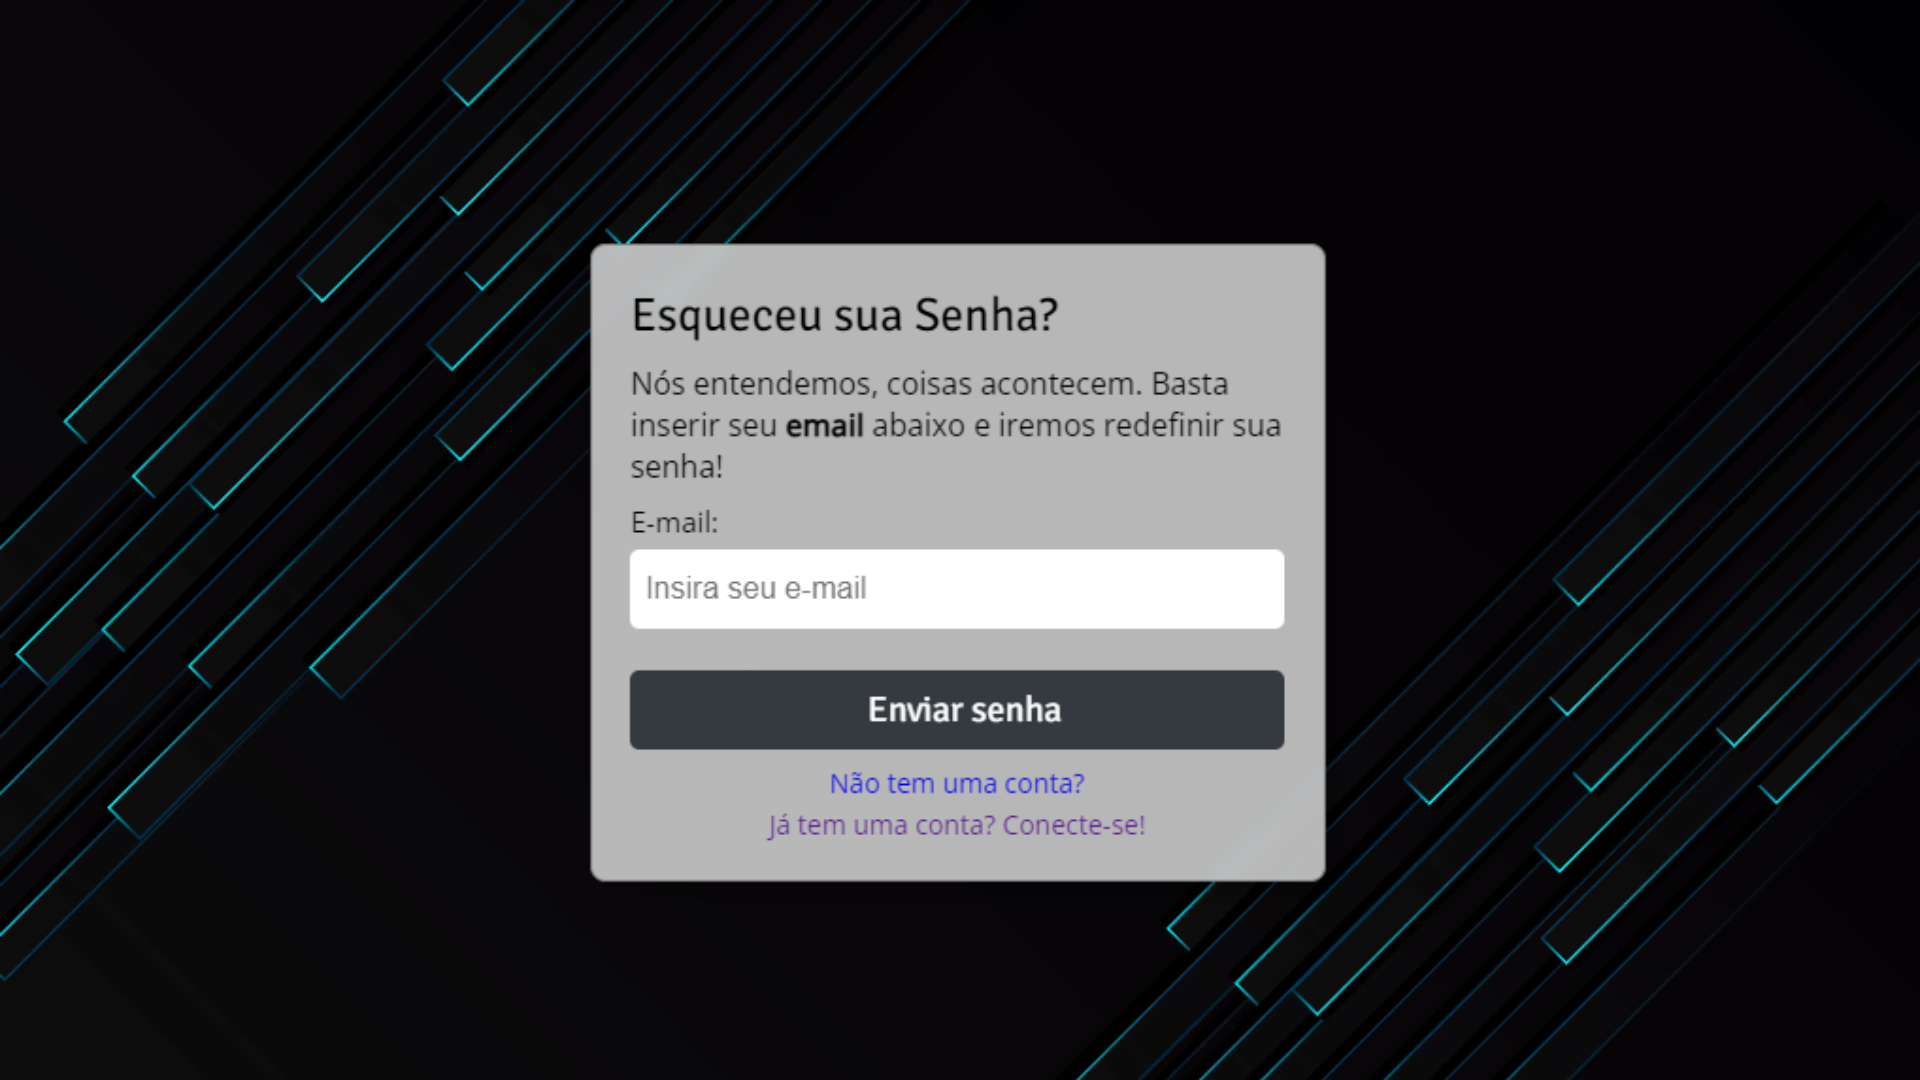 Esqueceu sua Senha?
Nós entendemos, coisas acontecem. Basta
inserir seu email abaixo e iremos redefinir sua
senha!
E-mail:
Insira seu e-mail
Enviar senha
Não tem uma conta?
Já tem uma conta? Conecte-se!